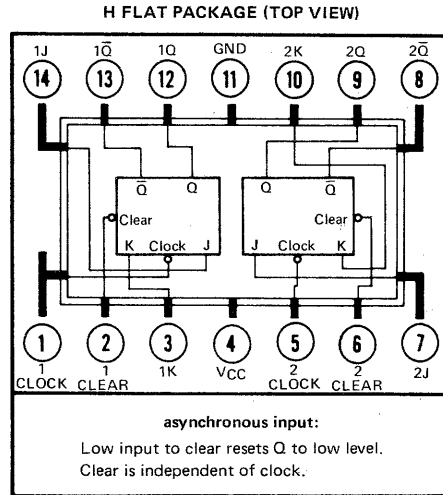 H FLAT PACKAGE (TOP VIEW)
1J 1Q̅ 1Q GND 2K 2Q 2Q̅
14 13 12 11 10 9 8
Q̅ Q Q Q̅
Clear Clear
K Clock J J Clock K
1 2 3 4 5 6 7
1 CLOCK 1 CLEAR 1K VCC 2 CLOCK 2 CLEAR 2J
asynchronous input:
Low input to clear resets Q to low level.
Clear is independent of clock.